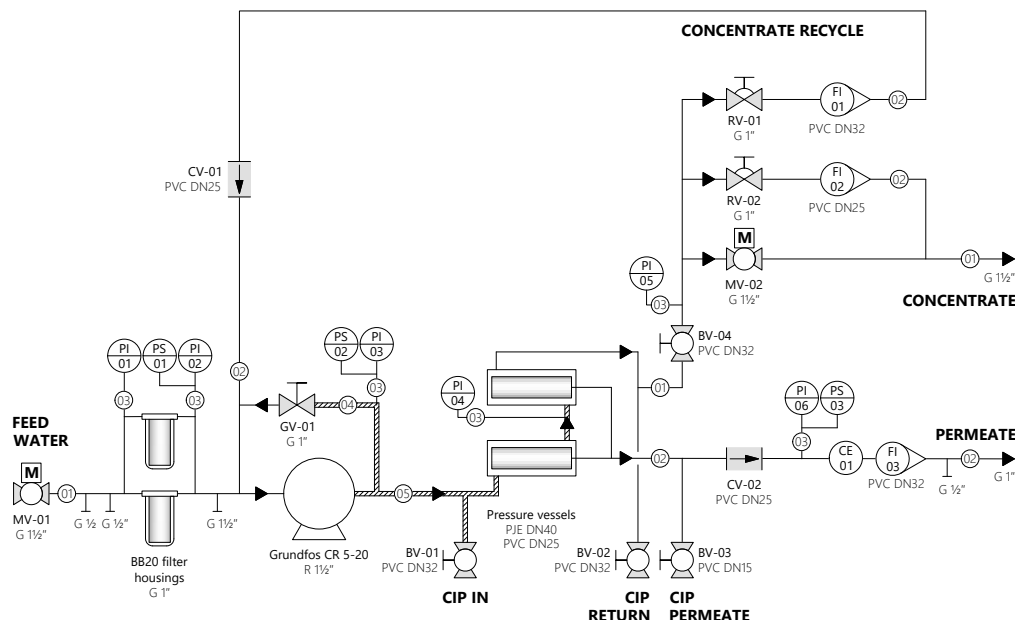 CONCENTRATE RECYCLE
FI
01
02
RV-01
G 1"
PVC DN32
CV-01
PVC DN25
FI
02
02
RV-02
G 1"
PVC DN25
M
MV-02
G 1½"
01
G 1½"
CONCENTRATE
PI
05
03
BV-04
PVC DN32
01
PI
01
PS
01
PI
02
03
03
02
PS
02
PI
03
03
04
GV-01
G 1"
PI
04
03
PI
06
PS
03
03
FEED
WATER
M
MV-01
G 1½"
01
G ½
G ½"
G 1½"
BB20 filter
housings
G 1"
Grundfos CR 5-20
R 1½"
05
Pressure vessels
PJE DN40
PVC DN25
02
CV-02
PVC DN25
CE
01
FI
03
PVC DN32
G ½"
02
PERMEATE
G 1"
BV-01
PVC DN32
CIP IN
BV-02
PVC DN32
CIP
RETURN
BV-03
PVC DN15
CIP
PERMEATE